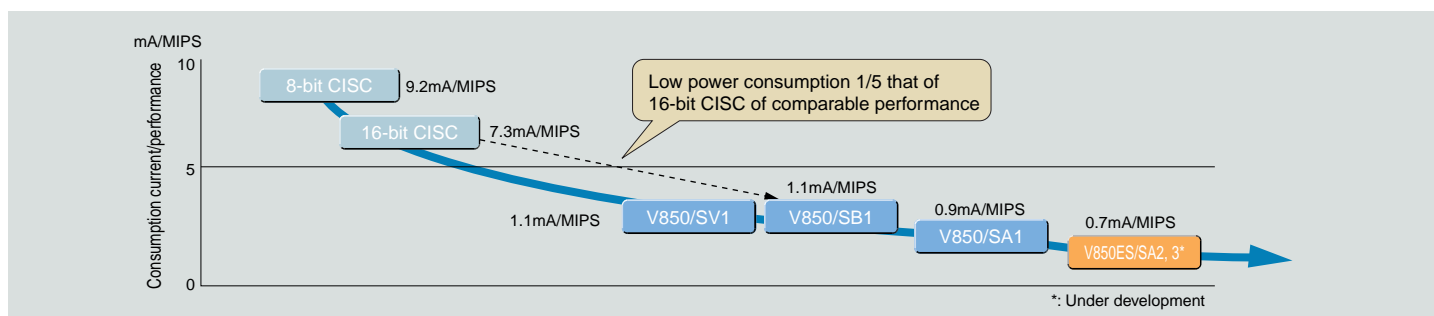 mA/MIPS
Consumption current/performance
10
5
0
8-bit CISC
9.2mA/MIPS
16-bit CISC
7.3mA/MIPS
Low power consumption 1/5 that of
16-bit CISC of comparable performance
1.1mA/MIPS
V850/SV1
1.1mA/MIPS
V850/SB1
0.9mA/MIPS
V850/SA1
0.7mA/MIPS
V850ES/SA2, 3*
*: Under development